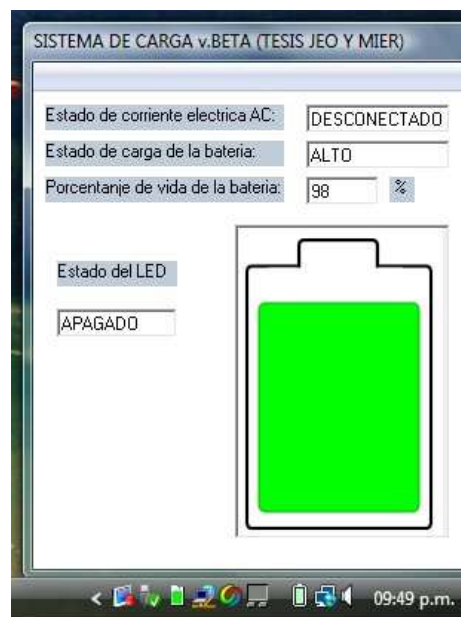 SISTEMA DE CARGA v.BETA (TESIS JEO Y MIER)
Estado de corriente electrica AC: DESCONECTADO
Estado de carga de la bateria: ALTO
Porcentanje de vida de la bateria: 98 %
Estado del LED
APAGADO
09:49 p.m.